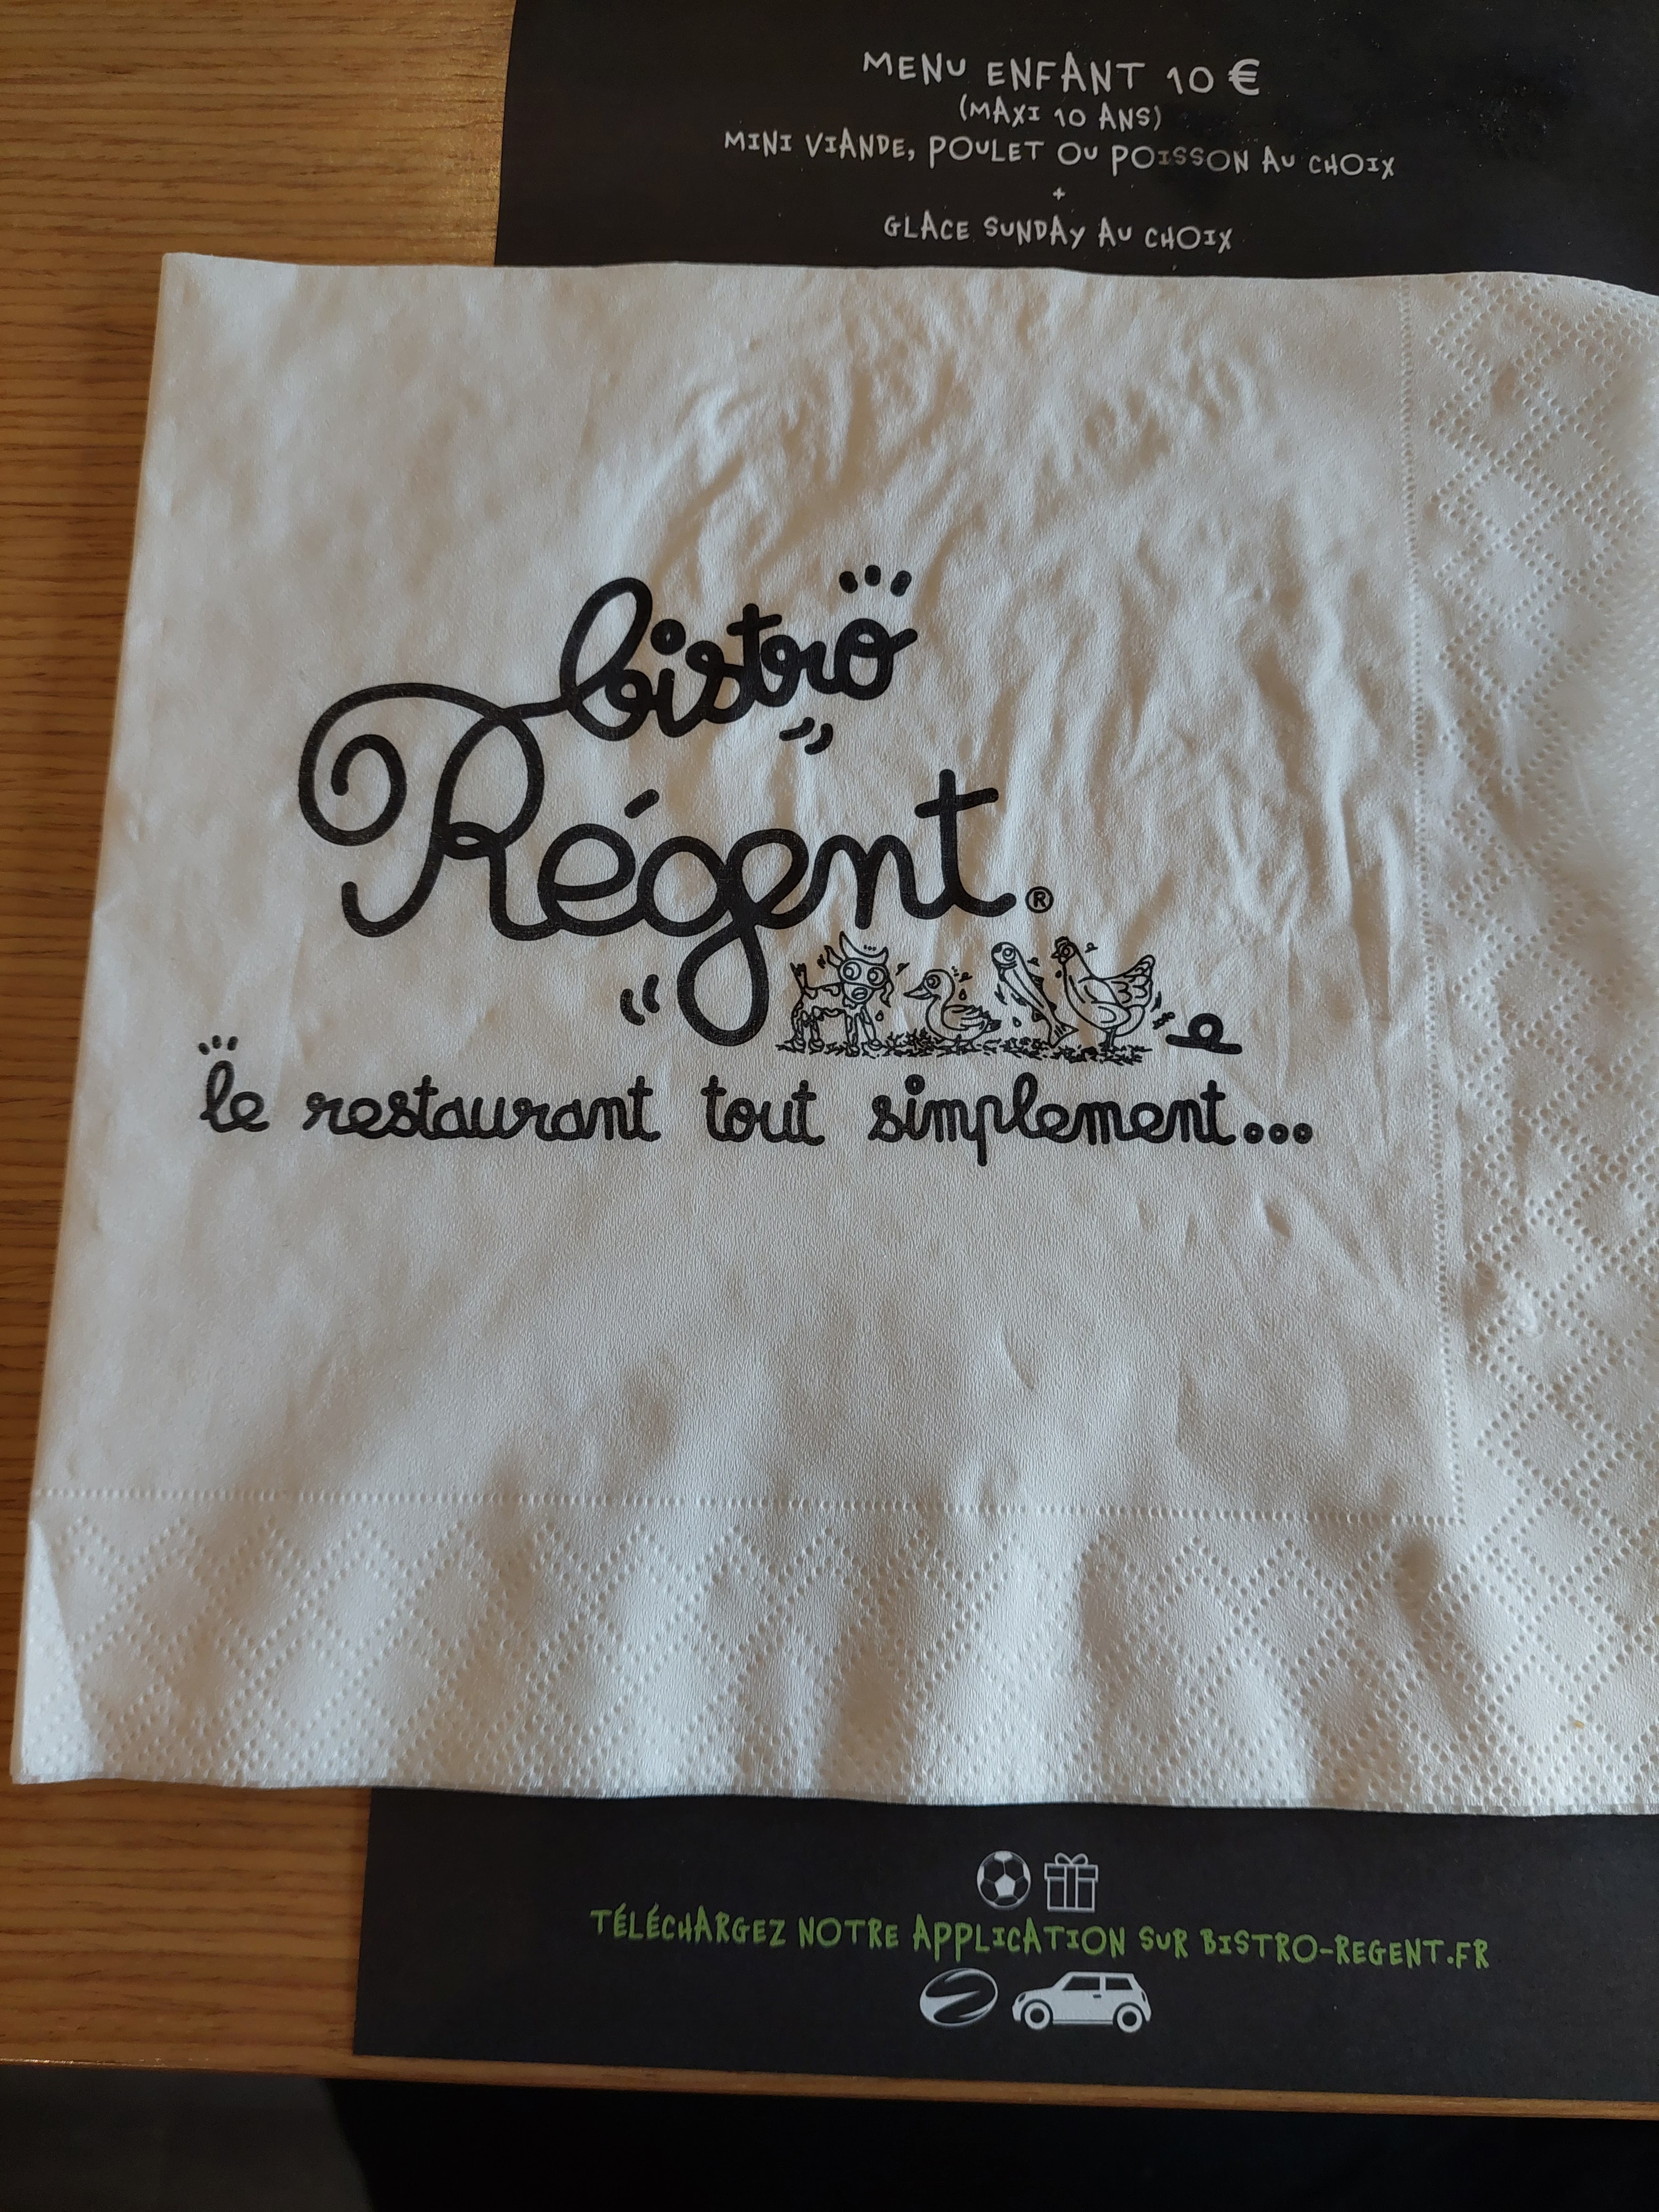 MENU ENFANT 10 €
(MAXI 10 ANS)
MINI VIANDE, POULET OU POISSON AU CHOIX
+
GLACE SUNDAY AU CHOIX
bistro
Régent®
le restaurant tout simplement...
TÉLÉCHARGEZ NOTRE APPLICATION SUR BISTRO-REGENT.FR